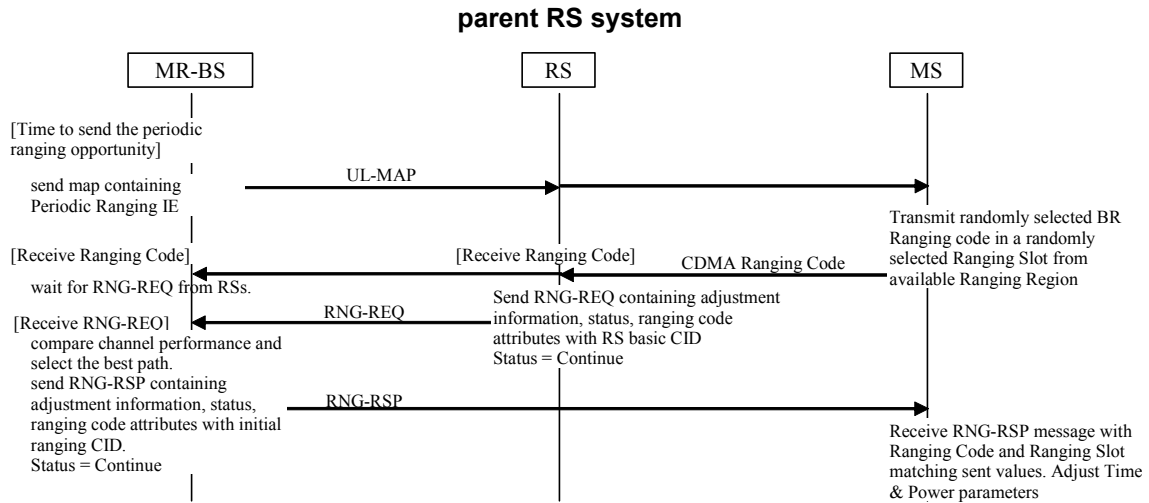 parent RS system
MR-BS
RS
MS
[Time to send the periodic
ranging opportunity]
send map containing
Periodic Ranging IE
UL-MAP
Transmit randomly selected BR
Ranging code in a randomly
selected Ranging Slot from
available Ranging Region
[Receive Ranging Code]
[Receive Ranging Code]
CDMA Ranging Code
wait for RNG-REQ from RSs.
Send RNG-REQ containing adjustment
information, status, ranging code
attributes with RS basic CID
Status = Continue
RNG-REQ
[Receive RNG-REQ]
compare channel performance and
select the best path.
send RNG-RSP containing
adjustment information, status,
ranging code attributes with initial
ranging CID.
Status = Continue
RNG-RSP
Receive RNG-RSP message with
Ranging Code and Ranging Slot
matching sent values. Adjust Time
& Power parameters